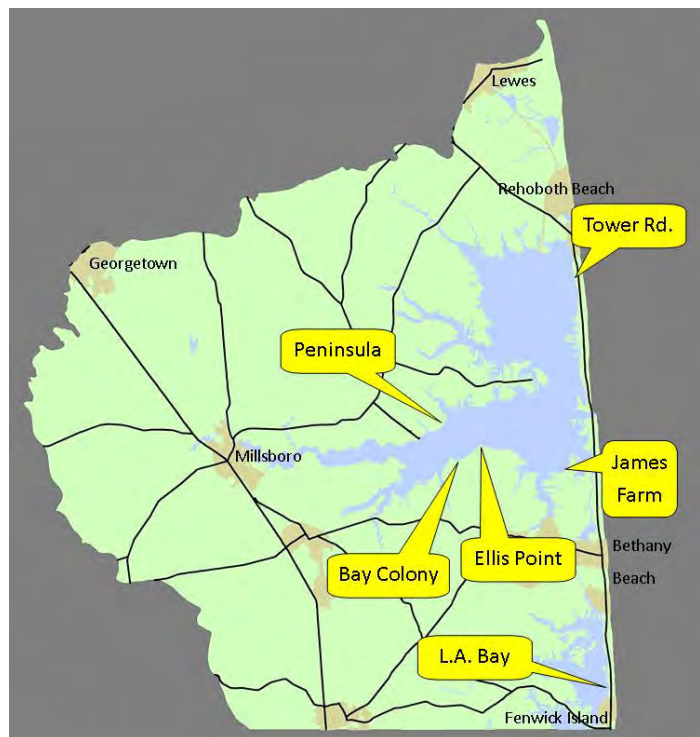 Lewes
Rehoboth Beach
Tower Rd.
Georgetown
Peninsula
Millsboro
James
Farm
Bay Colony
Ellis Point
Bethany
Beach
L.A. Bay
Fenwick Island